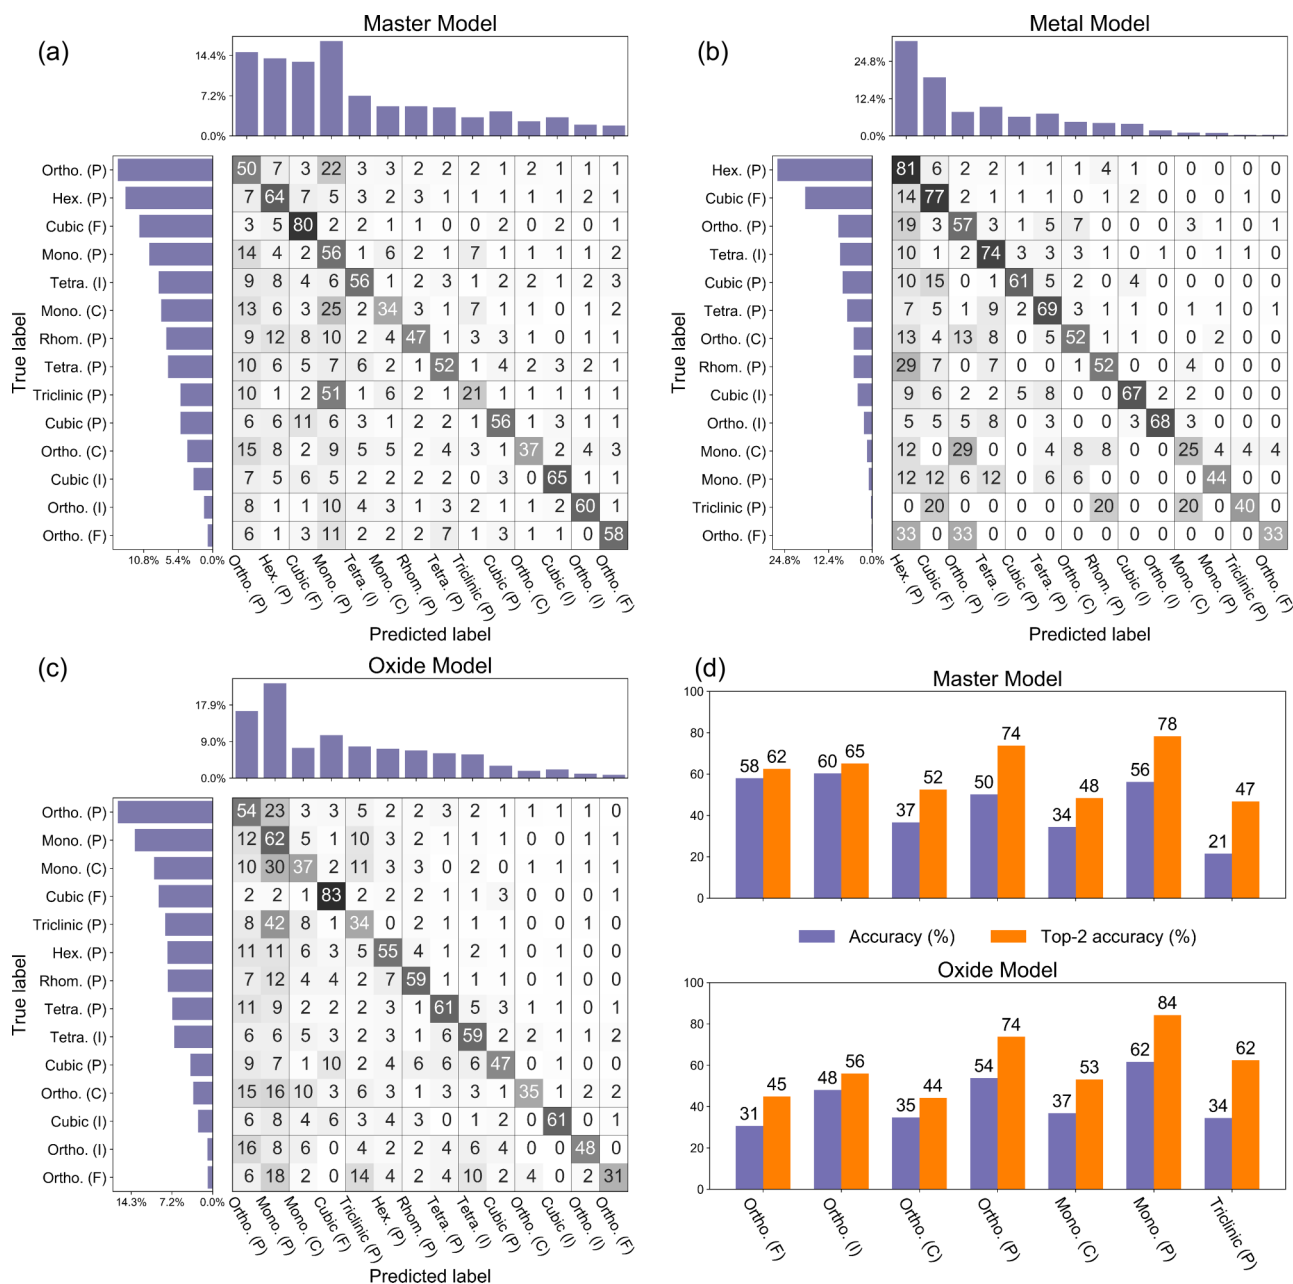 (a)
Master Model
14.4%
7.2%
0.0%
Ortho. (P) 50 7 3 22 3 3 2 2 2 1 2 1 1 1
Hex. (P) 7 64 7 5 3 2 3 1 1 1 1 1 2 1
Cubic (F) 3 5 80 2 2 1 1 0 0 2 0 2 0 1
Mono. (P) 14 4 2 56 1 6 2 1 7 1 1 1 1 2
Tetra. (I) 9 8 4 6 56 1 2 3 1 2 2 1 2 3
Mono. (C) 13 6 3 25 2 34 3 1 7 1 1 0 1 2
Rhom. (P) 9 12 8 10 2 4 47 1 3 3 1 0 1 1
Tetra. (P) 10 6 5 7 6 2 1 52 1 4 2 3 2 1
Triclinic (P) 10 1 2 51 1 6 2 1 21 1 1 1 1 1
Cubic (P) 6 6 11 6 3 1 2 2 1 56 1 3 1 1
Ortho. (C) 15 8 2 9 5 5 2 4 3 1 37 2 4 3
Cubic (I) 7 5 6 5 2 2 2 2 0 3 0 65 1 1
Ortho. (I) 8 1 1 10 4 3 1 3 2 1 1 2 60 1
Ortho. (F) 6 1 3 11 2 2 2 7 1 3 1 1 0 58
True label
10.8% 5.4% 0.0%
Ortho. (P) Hex. (P) Cubic (F) Mono. (P) Tetra. (I) Mono. (C) Rhom. (P) Tetra. (P) Triclinic (P) Cubic (P) Ortho. (C) Cubic (I) Ortho. (I) Ortho. (F)
Predicted label
(b)
Metal Model
24.8%
12.4%
0.0%
Hex. (P) 81 6 2 2 1 1 1 4 1 0 0 0 0 0
Cubic (F) 14 77 2 1 1 1 0 1 2 0 0 0 1 0
Ortho. (P) 19 3 57 3 1 5 7 0 0 0 3 1 0 1
Tetra. (I) 10 1 2 74 3 3 3 1 0 1 0 1 1 0
Cubic (P) 10 15 0 1 61 5 2 0 4 0 0 0 0 0
Tetra. (P) 7 5 1 9 2 69 3 1 1 0 1 1 0 1
Ortho. (C) 13 4 13 8 0 5 52 1 1 0 0 2 0 0
Rhom. (P) 29 7 0 7 0 0 1 52 0 0 4 0 0 0
Cubic (I) 9 6 2 2 5 8 0 0 67 2 2 0 0 0
Ortho. (I) 5 5 5 8 0 3 0 0 3 68 3 0 0 0
Mono. (C) 12 0 29 0 0 4 8 8 0 0 25 4 4 4
Mono. (P) 12 12 6 12 0 6 6 0 0 0 0 44 0 0
Triclinic (P) 0 20 0 0 0 0 0 20 0 0 20 0 40 0
Ortho. (F) 33 0 33 0 0 0 0 0 0 0 0 0 0 33
True label
24.8% 12.4% 0.0%
Hex. (P) Cubic (F) Ortho. (P) Tetra. (I) Cubic (P) Tetra. (P) Ortho. (C) Rhom. (P) Cubic (I) Ortho. (I) Mono. (C) Mono. (P) Triclinic (P) Ortho. (F)
Predicted label
(c)
Oxide Model
17.9%
9.0%
0.0%
Ortho. (P) 54 23 3 3 5 2 2 3 2 1 1 1 1 0
Mono. (P) 12 62 5 1 10 3 2 1 1 1 0 0 1 1
Mono. (C) 10 30 37 2 11 3 3 0 2 0 1 1 1 1
Cubic (F) 2 2 1 83 2 2 2 1 1 3 0 0 0 1
Triclinic (P) 8 42 8 1 34 0 2 1 1 1 1 0 1 0
Hex. (P) 11 11 6 3 5 55 4 1 2 1 0 1 0 0
Rhom. (P) 7 12 4 4 2 7 59 1 1 1 0 1 0 0
Tetra. (P) 11 9 2 2 2 3 1 61 5 3 1 1 0 1
Tetra. (I) 6 6 5 3 2 3 1 6 59 2 2 1 1 2
Cubic (P) 9 7 1 10 2 4 6 6 6 47 0 1 0 0
Ortho. (C) 15 16 10 3 6 3 1 3 3 1 35 1 2 2
Cubic (I) 6 8 4 6 3 4 3 0 1 2 0 61 0 1
Ortho. (I) 16 8 6 0 4 2 2 4 6 4 0 0 48 0
Ortho. (F) 6 18 2 0 14 4 2 4 10 2 4 0 2 31
True label
14.3% 7.2% 0.0%
Ortho. (P) Mono. (P) Mono. (C) Cubic (F) Triclinic (P) Hex. (P) Rhom. (P) Tetra. (P) Tetra. (I) Cubic (P) Ortho. (C) Cubic (I) Ortho. (I) Ortho. (F)
Predicted label
(d)
Master Model
100
80
60
40
20
0
58 62 60 65 37 52 50 74 34 48 56 78 21 47
Accuracy (%) Top-2 accuracy (%)
Oxide Model
100
80
60
40
20
0
31 45 48 56 35 44 54 74 37 53 62 84 34 62
Ortho. (F) Ortho. (I) Ortho. (C) Ortho. (P) Mono. (C) Mono. (P) Triclinic (P)